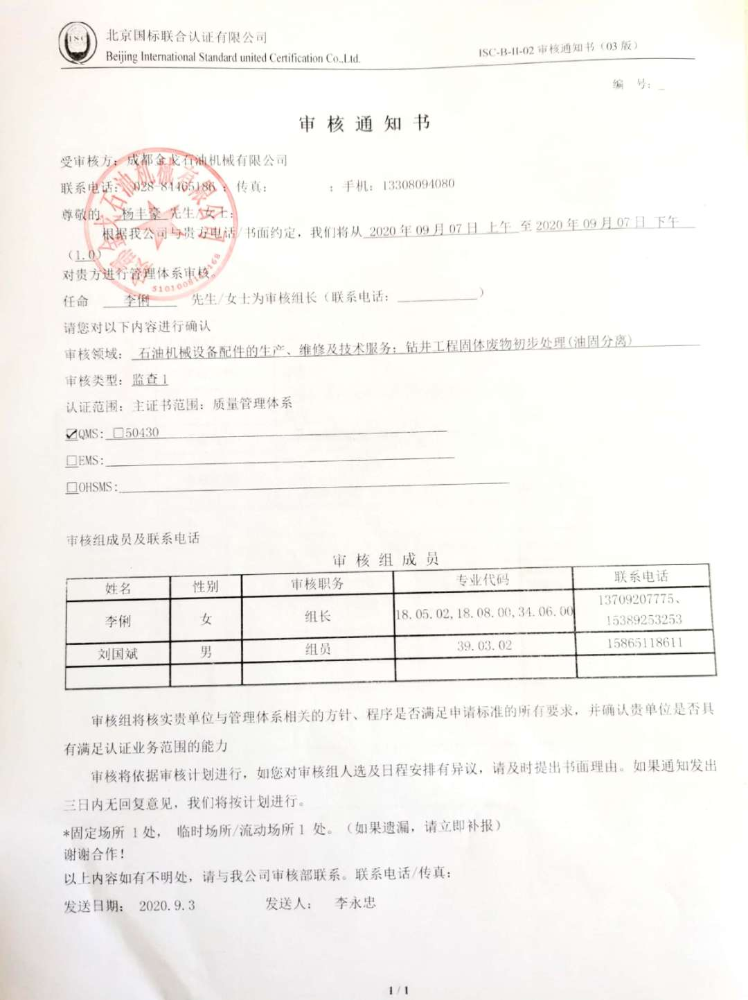 ISC
北京国标联合认证有限公司
Beijing International Standard united Certification Co.,Ltd.
ISC-B-II-02 审核通知书（03 版）
编 号：_
审 核 通 知 书
受审核方：成都金戈石油机械有限公司
联系电话： 028-84465186 ；传真： ；手机：13308094080
尊敬的 杨丰豪 先生/女士：
根据我公司与贵方电话/书面约定，我们将从 2020 年 09 月 07 日 上午 至 2020 年 09 月 07 日 下午
（1.0）
对贵方进行管理体系审核。
任命 李俐 先生/女士为审核组长（联系电话：____________）
请您对以下内容进行确认
审核领域： 石油机械设备配件的生产、维修及技术服务；钻井工程固体废物初步处理(油固分离)
审核类型：监查 1
认证范围：主证书范围：质量管理体系
☑QMS: □50430
□EMS:
□OHSMS:
审核组成员及联系电话
审 核 组 成 员
姓名 性别 审核职务 专业代码 联系电话
李俐 女 组长 18.05.02,18.08.00,34.06.00 13709207775、
15389253253
刘国斌 男 组员 39.03.02 15865118611
审核组将核实贵单位与管理体系相关的方针、程序是否满足申请标准的所有要求，并确认贵单位是否具
有满足认证业务范围的能力
审核将依据审核计划进行，如您对审核组人选及日程安排有异议，请及时提出书面理由。如果通知发出
三日内无回复意见，我们将按计划进行。
*固定场所 1 处， 临时场所/流动场所 1 处。（如果遗漏，请立即补报）
谢谢合作！
以上内容如有不明处，请与我公司审核部联系。联系电话/传真：
发送日期： 2020.9.3 发送人： 李永忠
1 / 1
成都金戈石油机械有限公司